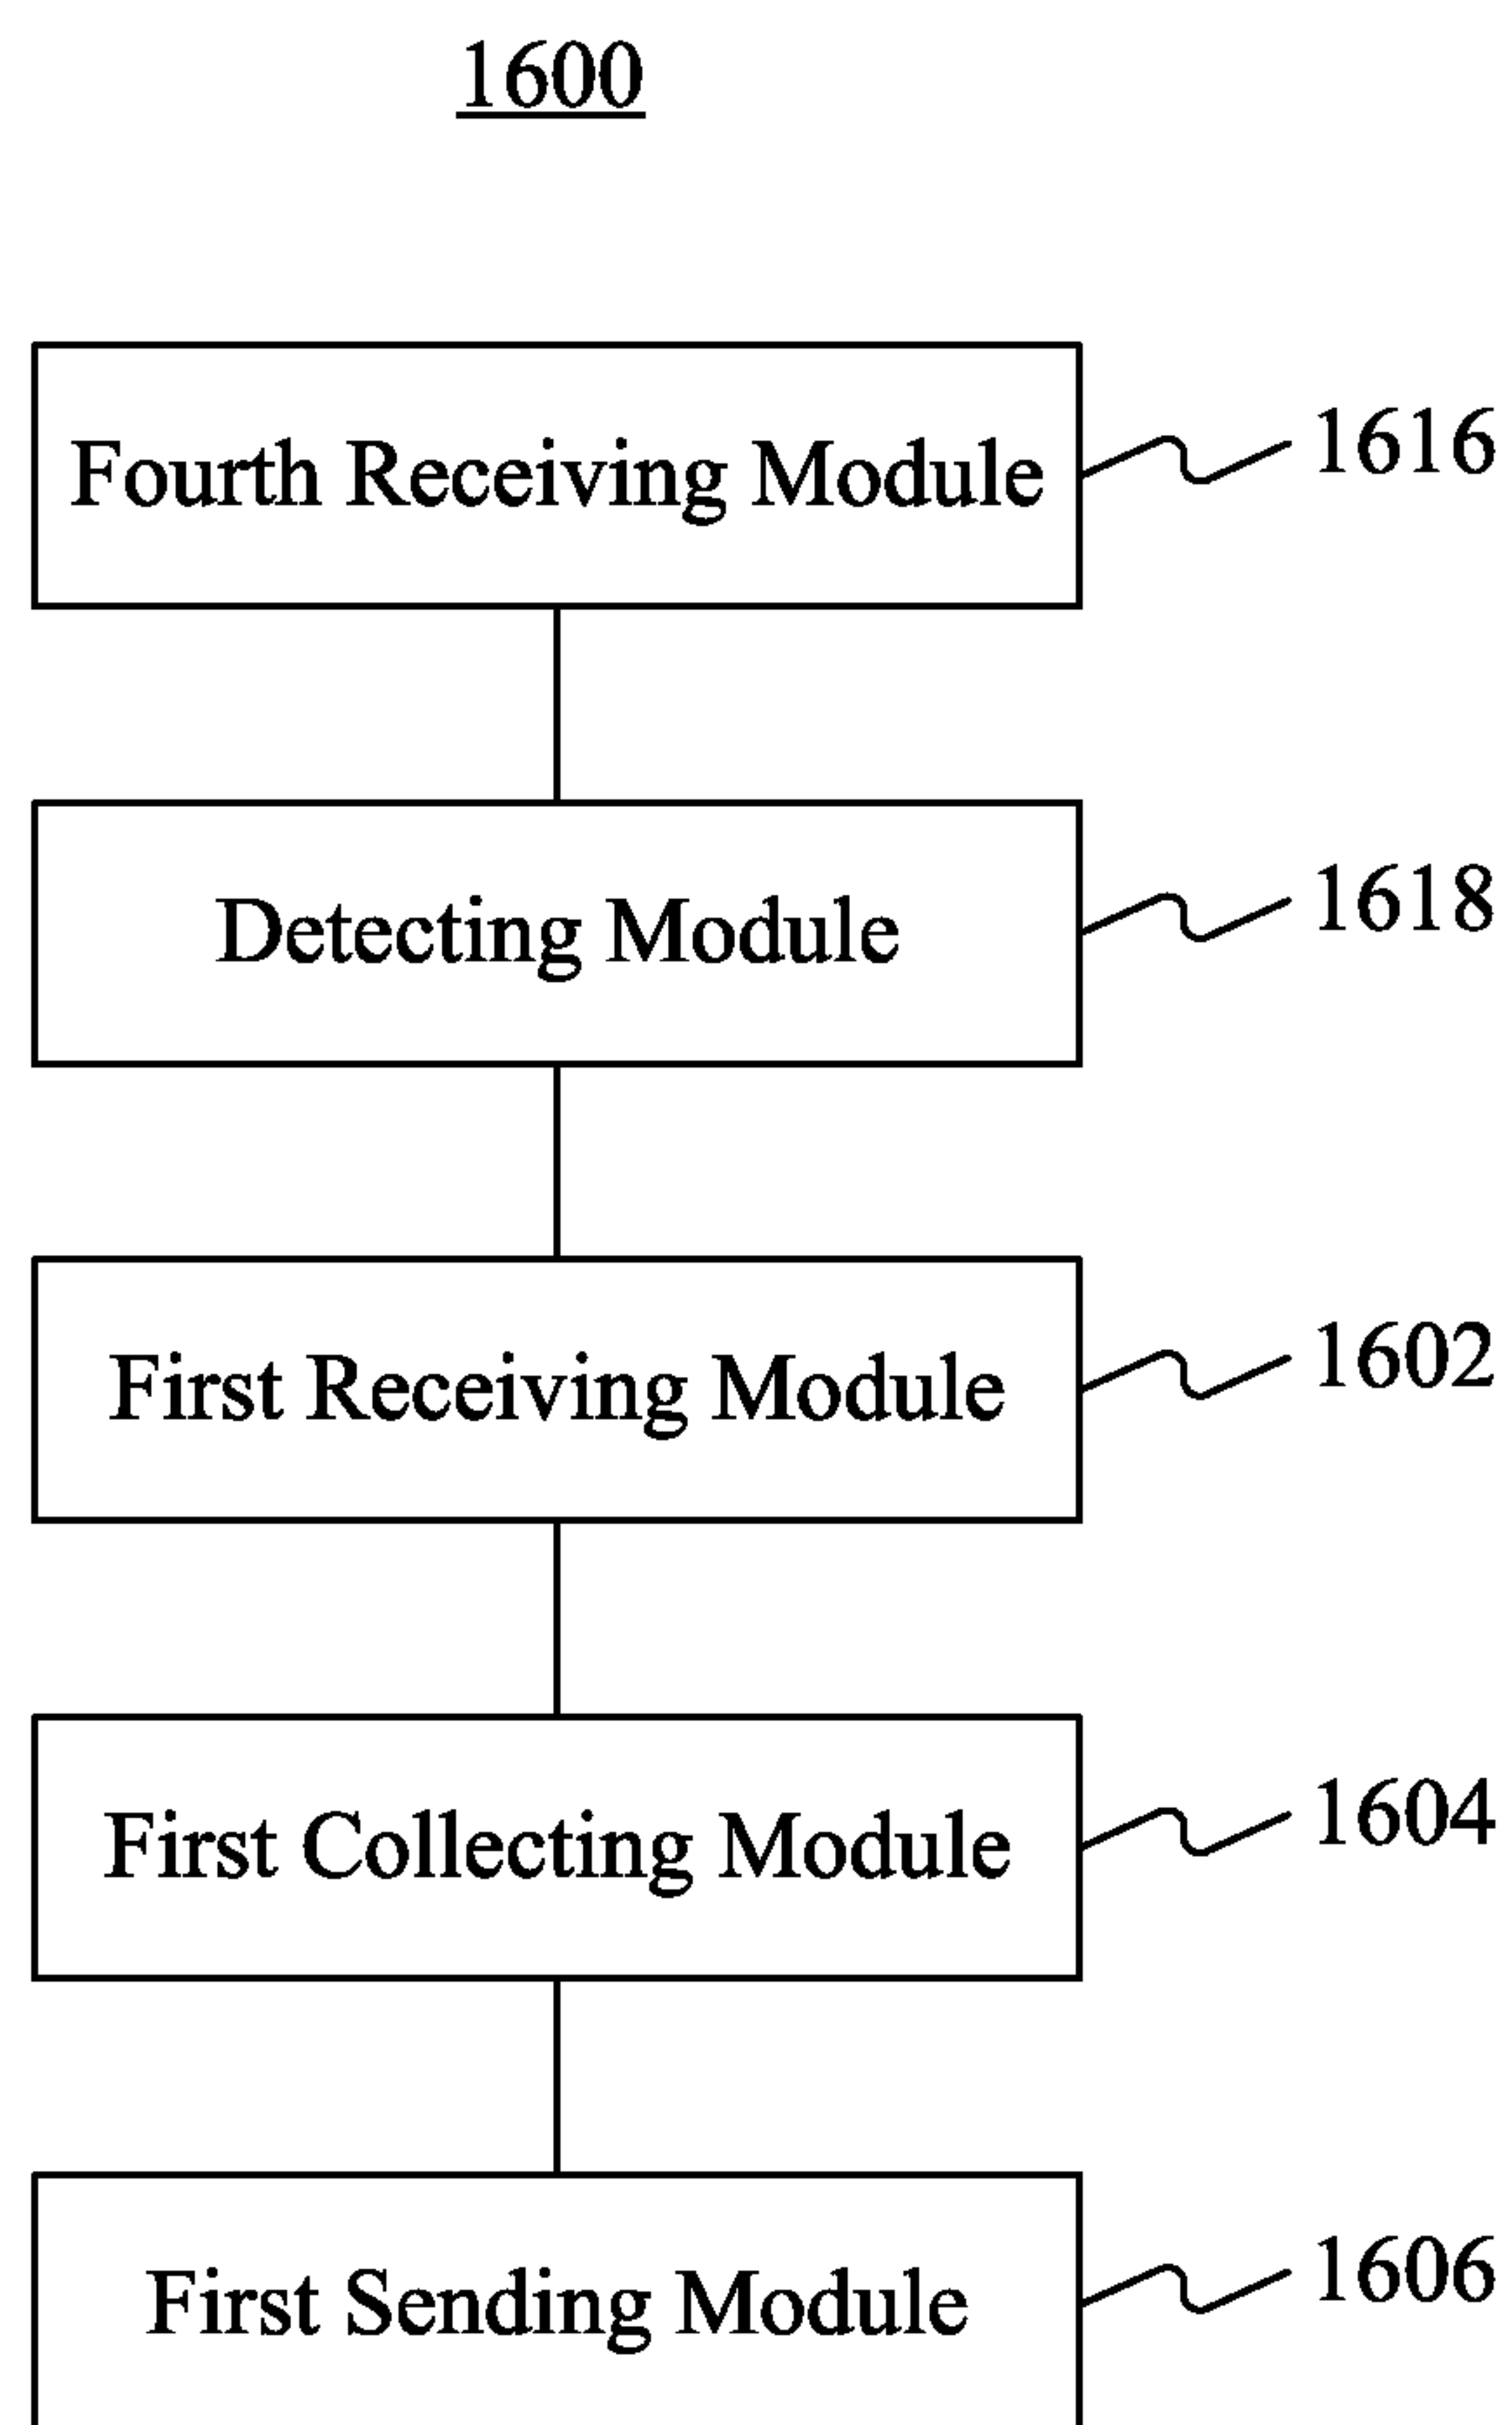 1600
Fourth Receiving Module
1616
Detecting Module
1618
First Receiving Module
1602
First Collecting Module
1604
First Sending Module
1606